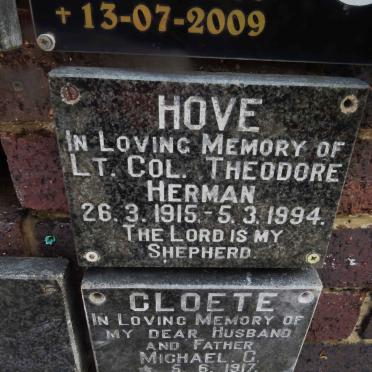 + 13-07-2009
HOVE
IN LOVING MEMORY OF
LT. COL. THEODORE
HERMAN
26.3.1915.-5.3.1994.
THE LORD IS MY
SHEPHERD.
CLOETE
IN LOVING MEMORY OF
MY DEAR HUSBAND
AND FATHER
MICHAEL. C.
5.6.1917.